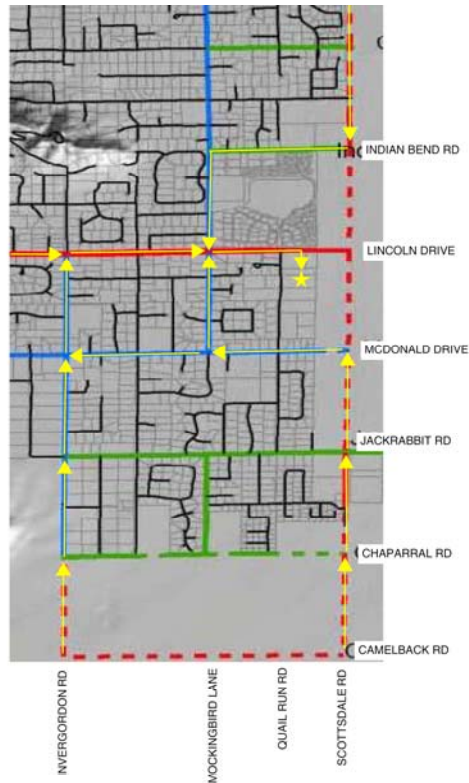 INDIAN BEND RD
LINCOLN DRIVE
MCDONALD DRIVE
JACKRABBIT RD
CHAPARRAL RD
CAMELBACK RD
INVERGORDON RD
MOCKINGBIRD LANE
QUAIL RUN RD
SCOTTSDALE RD